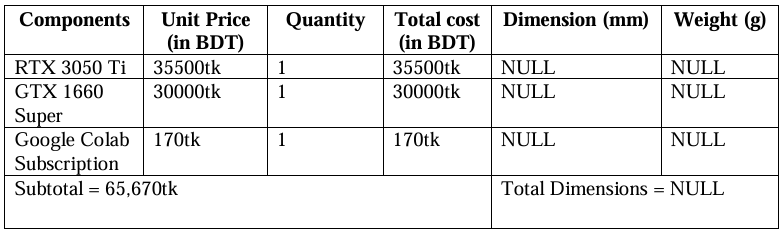 Components Unit Price Quantity Total cost Dimension (mm) Weight (g)
(in BDT) (in BDT)
RTX 3050 Ti 35500tk 1 35500tk NULL NULL
GTX 1660 30000tk 1 30000tk NULL NULL
Super
Google Colab 170tk 1 170tk NULL NULL
Subscription
Subtotal = 65,670tk Total Dimensions = NULL